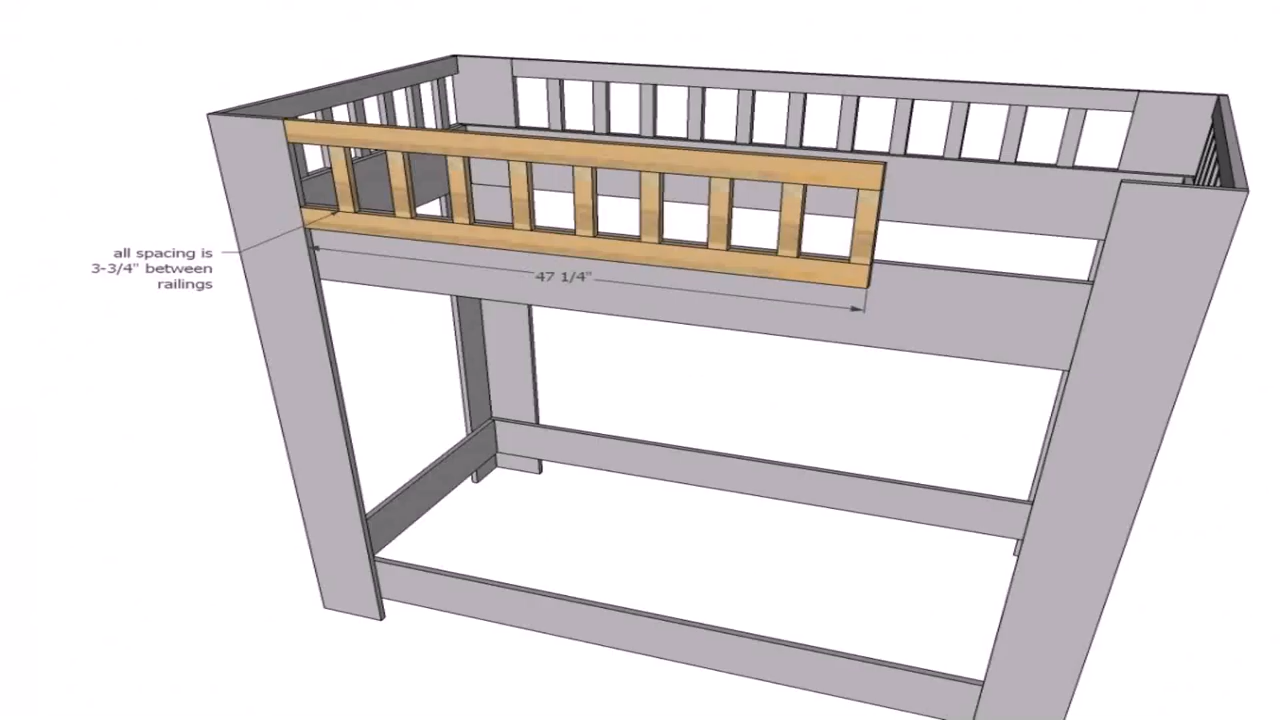 all spacing is
3-3/4" between
railings
47 1/4"